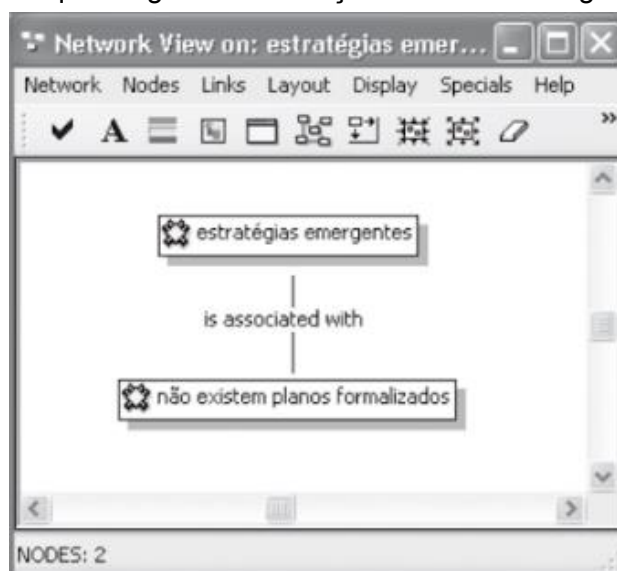 Network View on: estratégias emer...
Network Nodes Links Layout Display Specials Help
A »
estratégias emergentes
is associated with
não existem planos formalizados
NODES: 2